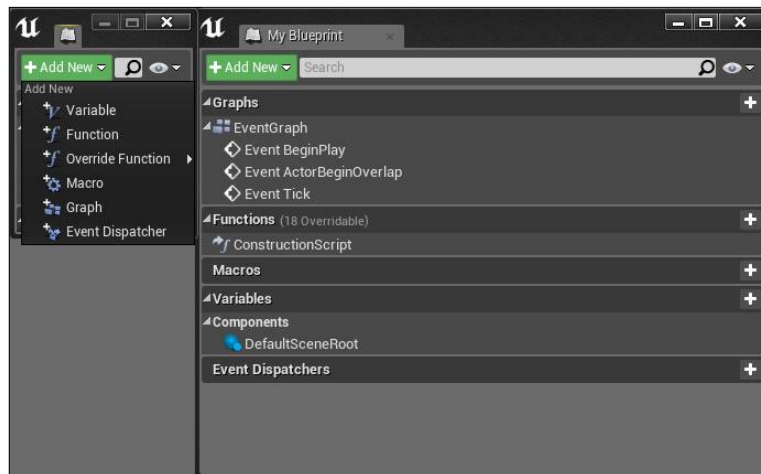 + Add New
Add New
Variable
Function
Override Function
Macro
Graph
Event Dispatcher
My Blueprint
+ Add New
Search
Graphs
EventGraph
Event BeginPlay
Event ActorBeginOverlap
Event Tick
Functions (18 Overridable)
ConstructionScript
Macros
Variables
Components
DefaultSceneRoot
Event Dispatchers